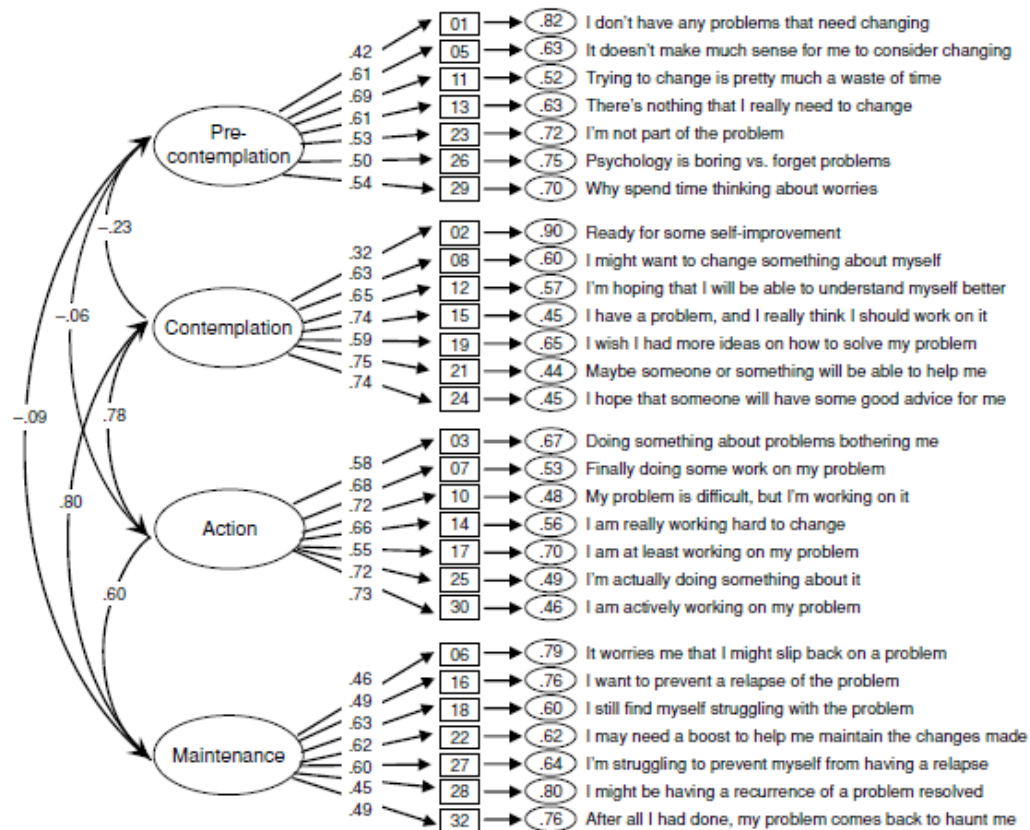 .42 01 .82 I don't have any problems that need changing
.61 05 .63 It doesn't make much sense for me to consider changing
.69 11 .52 Trying to change is pretty much a waste of time
.61 13 .63 There's nothing that I really need to change
.53 23 .72 I'm not part of the problem
.50 26 .75 Psychology is boring vs. forget problems
.54 29 .70 Why spend time thinking about worries
Pre-
contemplation
–.23
.32 02 .90 Ready for some self-improvement
.63 08 .60 I might want to change something about myself
.65 12 .57 I'm hoping that I will be able to understand myself better
.74 15 .45 I have a problem, and I really think I should work on it
.59 19 .65 I wish I had more ideas on how to solve my problem
.75 21 .44 Maybe someone or something will be able to help me
.74 24 .45 I hope that someone will have some good advice for me
Contemplation
–.06
–.09
.78
.58 03 .67 Doing something about problems bothering me
.68 07 .53 Finally doing some work on my problem
.72 10 .48 My problem is difficult, but I'm working on it
.66 14 .56 I am really working hard to change
.55 17 .70 I am at least working on my problem
.72 25 .49 I'm actually doing something about it
.73 30 .46 I am actively working on my problem
Action
.80
.60
.46 06 .79 It worries me that I might slip back on a problem
.49 16 .76 I want to prevent a relapse of the problem
.63 18 .60 I still find myself struggling with the problem
.62 22 .62 I may need a boost to help me maintain the changes made
.60 27 .64 I'm struggling to prevent myself from having a relapse
.45 28 .80 I might be having a recurrence of a problem resolved
.49 32 .76 After all I had done, my problem comes back to haunt me
Maintenance